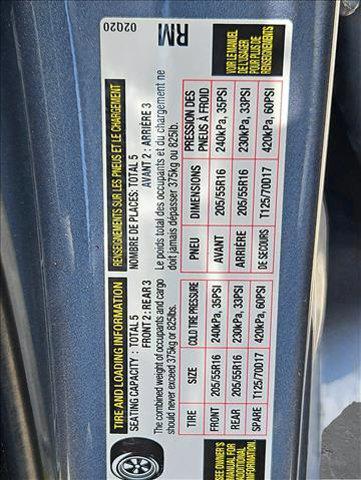 TIRE AND LOADING INFORMATION
SEATING CAPACITY : TOTAL 5
FRONT 2: REAR 3
The combined weight of occupants and cargo
should never exceed 375kg or 825lbs.
TIRE SIZE COLD TIRE PRESSURE
FRONT 205/55R16 240kPa, 35PSI
REAR 205/55R16 230kPa, 33PSI
SPARE T125/70D17 420kPa, 60PSI
SEE OWNER'S
MANUAL FOR
ADDITIONAL
INFORMATION
RENSEIGNEMENTS SUR LES PNEUS ET LE CHARGEMENT
NOMBRE DE PLACES: TOTAL 5
AVANT 2 : ARRIÈRE 3
Le poids total des occupants et du chargement ne
doit jamais dépasser 375kg ou 825lb.
PNEU DIMENSIONS PRESSION DES
PNEUS À FROID
AVANT 205/55R16 240kPa, 35PSI
ARRIÈRE 205/55R16 230kPa, 33PSI
DE SECOURS T125/70D17 420kPa, 60PSI
VOIR LE MANUEL
DE L'USAGER
POUR PLUS DE
RENSEIGNEMENTS
02Q20
RM